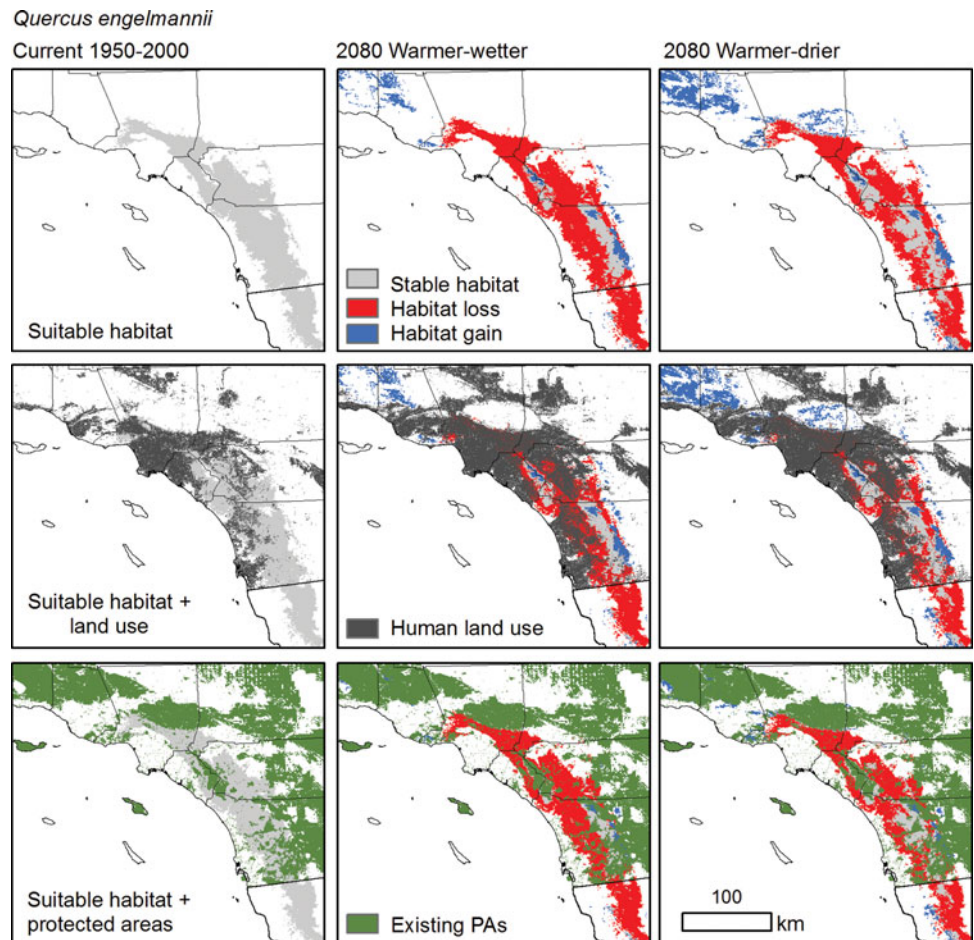 Quercus engelmannii
Current 1950-2000
2080 Warmer-wetter
2080 Warmer-drier
Suitable habitat
Stable habitat
Habitat loss
Habitat gain
Suitable habitat +
land use
Human land use
Suitable habitat +
protected areas
Existing PAs
100
km